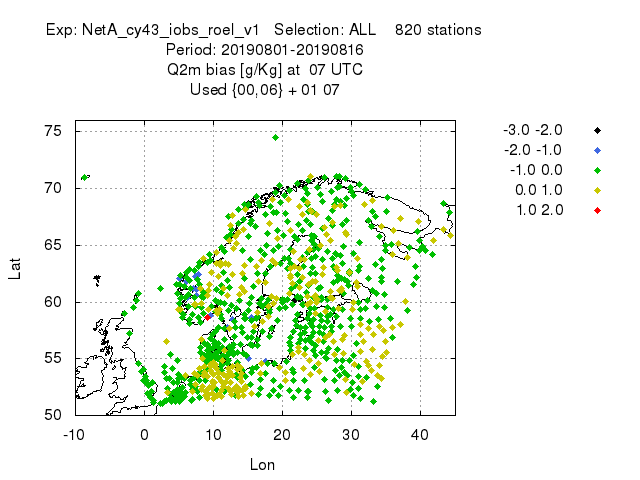 Exp: NetA_cy43_iobs_roel_v1 Selection: ALL 820 stations
Period: 20190801-20190816
Q2m bias [g/Kg] at 07 UTC
Used {00,06} + 01 07
75
70
65
60
55
50
-10 0 10 20 30 40
Lat
Lon
-3.0 -2.0
-2.0 -1.0
-1.0 0.0
0.0 1.0
1.0 2.0